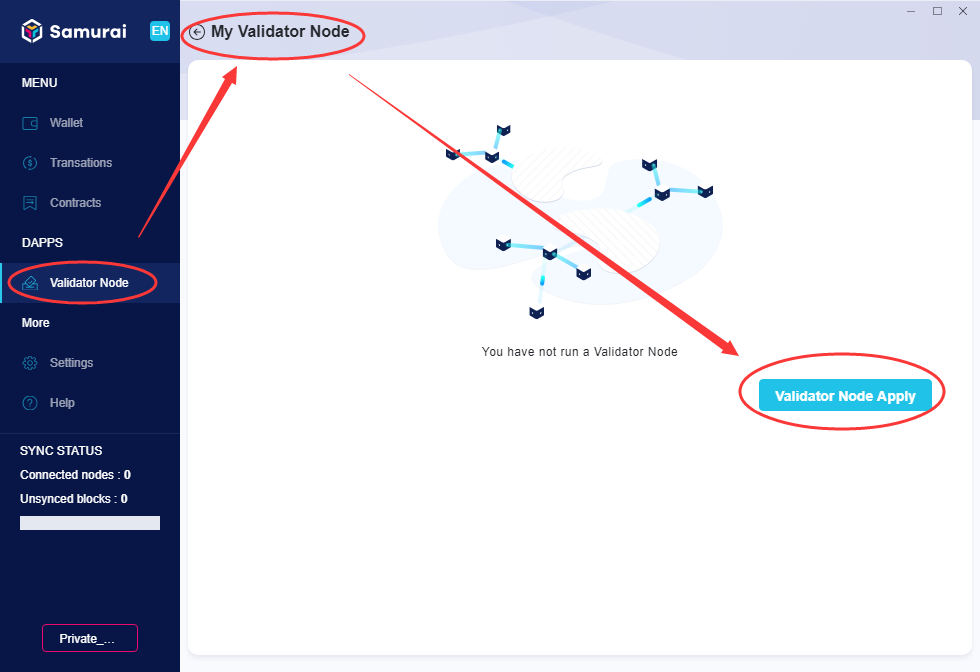 Samurai
EN
My Validator Node
MENU
Wallet
Transations
Contracts
DAPPS
Validator Node
More
Settings
Help
SYNC STATUS
Connected nodes : 0
Unsynced blocks : 0
Private_...
You have not run a Validator Node
Validator Node Apply